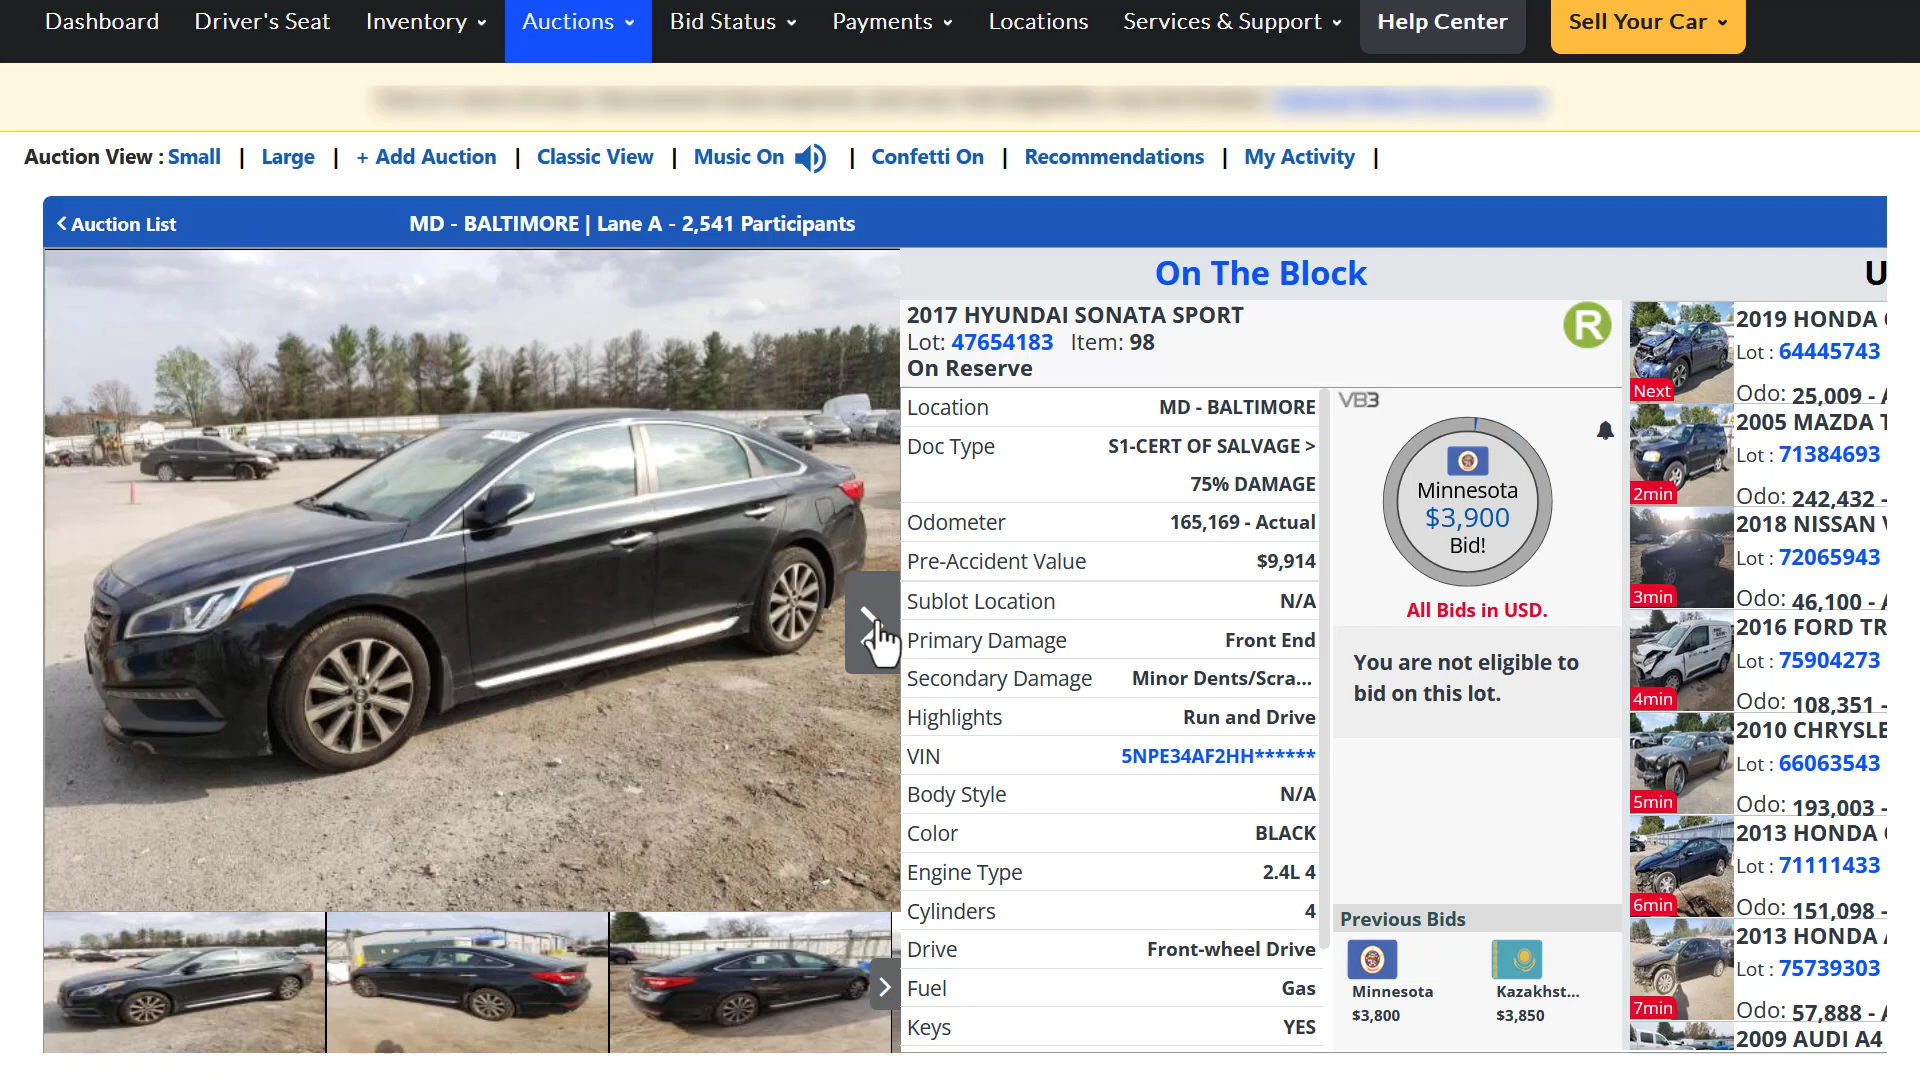 Dashboard Driver's Seat Inventory Auctions Bid Status Payments Locations Services & Support Help Center Sell Your Car
Auction View : Small | Large | + Add Auction | Classic View | Music On | Confetti On | Recommendations | My Activity |
Auction List MD - BALTIMORE | Lane A - 2,541 Participants
On The Block
2017 HYUNDAI SONATA SPORT
Lot: 47654183 Item: 98
On Reserve
R
Location MD - BALTIMORE
Doc Type S1-CERT OF SALVAGE >
75% DAMAGE
Odometer 165,169 - Actual
Pre-Accident Value $9,914
Sublot Location N/A
Primary Damage Front End
Secondary Damage Minor Dents/Scra...
Highlights Run and Drive
VIN 5NPE34AF2HH******
Body Style N/A
Color BLACK
Engine Type 2.4L 4
Cylinders 4
Drive Front-wheel Drive
Fuel Gas
Keys YES
VB3
Minnesota
$3,900
Bid!
All Bids in USD.
You are not eligible to
bid on this lot.
Previous Bids
Minnesota Kazakhst...
$3,800 $3,850
U
2019 HONDA
Lot : 64445743
Next
Odo: 25,009 -
2005 MAZDA T
Lot : 71384693
2min
Odo: 242,432 -
2018 NISSAN V
Lot : 72065943
3min
Odo: 46,100 -
2016 FORD TR
Lot : 75904273
4min
Odo: 108,351 -
2010 CHRYSLE
Lot : 66063543
5min
Odo: 193,003 -
2013 HONDA
Lot : 71111433
6min
Odo: 151,098 -
2013 HONDA
Lot : 75739303
7min
Odo: 57,888 -
2009 AUDI A4